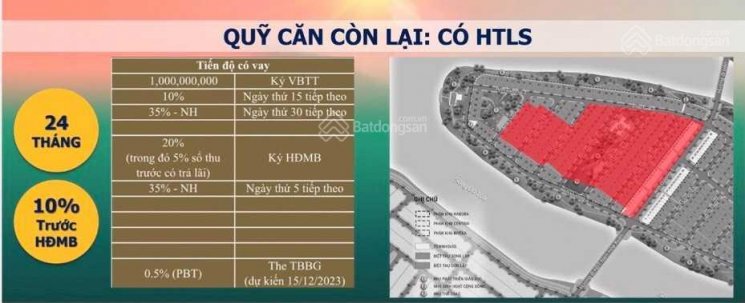 QUỸ CĂN CÒN LẠI: CÓ HTLS
24
THÁNG
10%
Trước
HĐMB
Tiến độ có vay
1,000,000,000 Ký VBTT
10% Ngày thứ 15 tiếp theo
35% - NH Ngày thứ 30 tiếp theo
20%
(trong đó 5% số thu
trước có trả lãi) Ký HĐMB
35% - NH Ngày thứ 5 tiếp theo
0.5% (PBT) The TBBG
(dự kiến 15/12/2023)
Batdongsan
.com.vn
Batdongsan
Batdongsan
GHI CHÚ